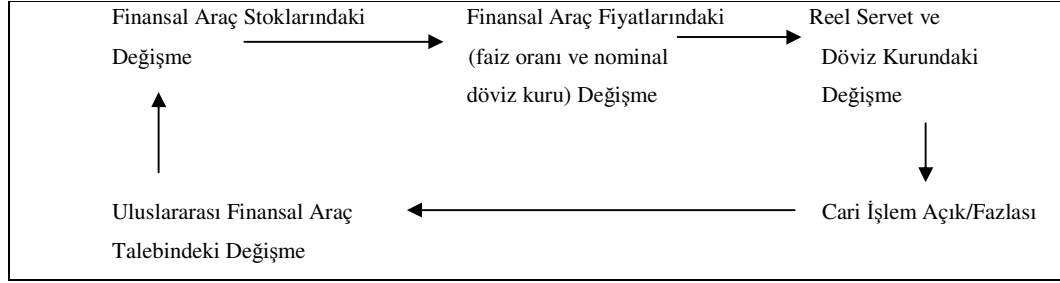 Finansal Araç Stoklarındaki
Değişme
Finansal Araç Fiyatlarındaki
(faiz oranı ve nominal
döviz kuru) Değişme
Reel Servet ve
Döviz Kurundaki
Değişme
Uluslararası Finansal Araç
Talebindeki Değişme
Cari İşlem Açık/Fazlası